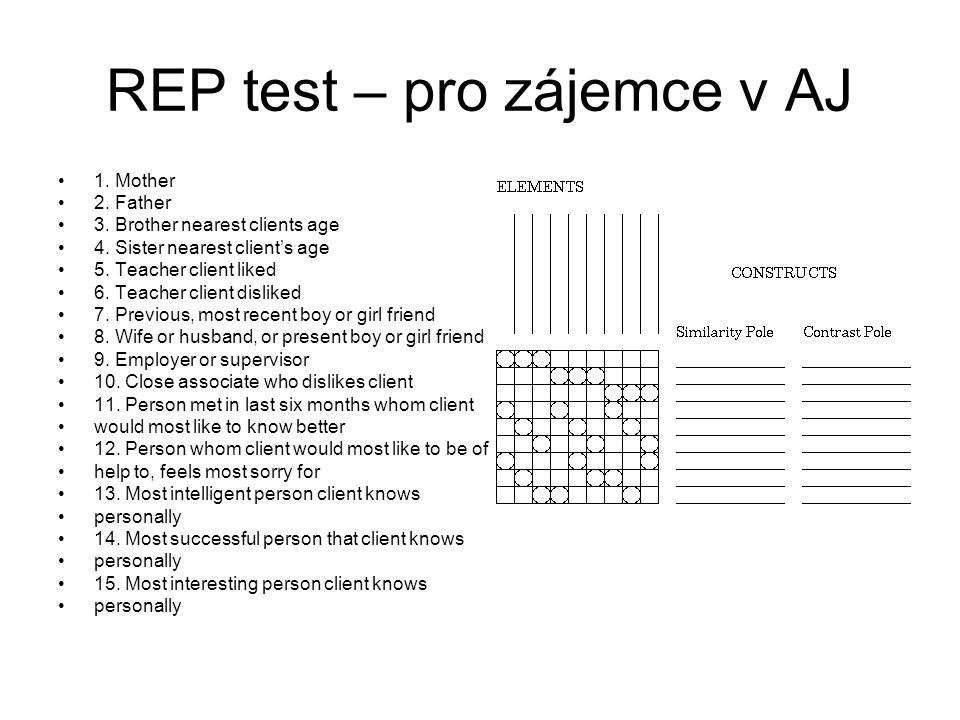 REP test – pro zájemce v AJ
• 1. Mother
• 2. Father
• 3. Brother nearest clients age
• 4. Sister nearest client’s age
• 5. Teacher client liked
• 6. Teacher client disliked
• 7. Previous, most recent boy or girl friend
• 8. Wife or husband, or present boy or girl friend
• 9. Employer or supervisor
• 10. Close associate who dislikes client
• 11. Person met in last six months whom client
• would most like to know better
• 12. Person whom client would most like to be of
• help to, feels most sorry for
• 13. Most intelligent person client knows
• personally
• 14. Most successful person that client knows
• personally
• 15. Most interesting person client knows
• personally
ELEMENTS
CONSTRUCTS
Similarity Pole Contrast Pole